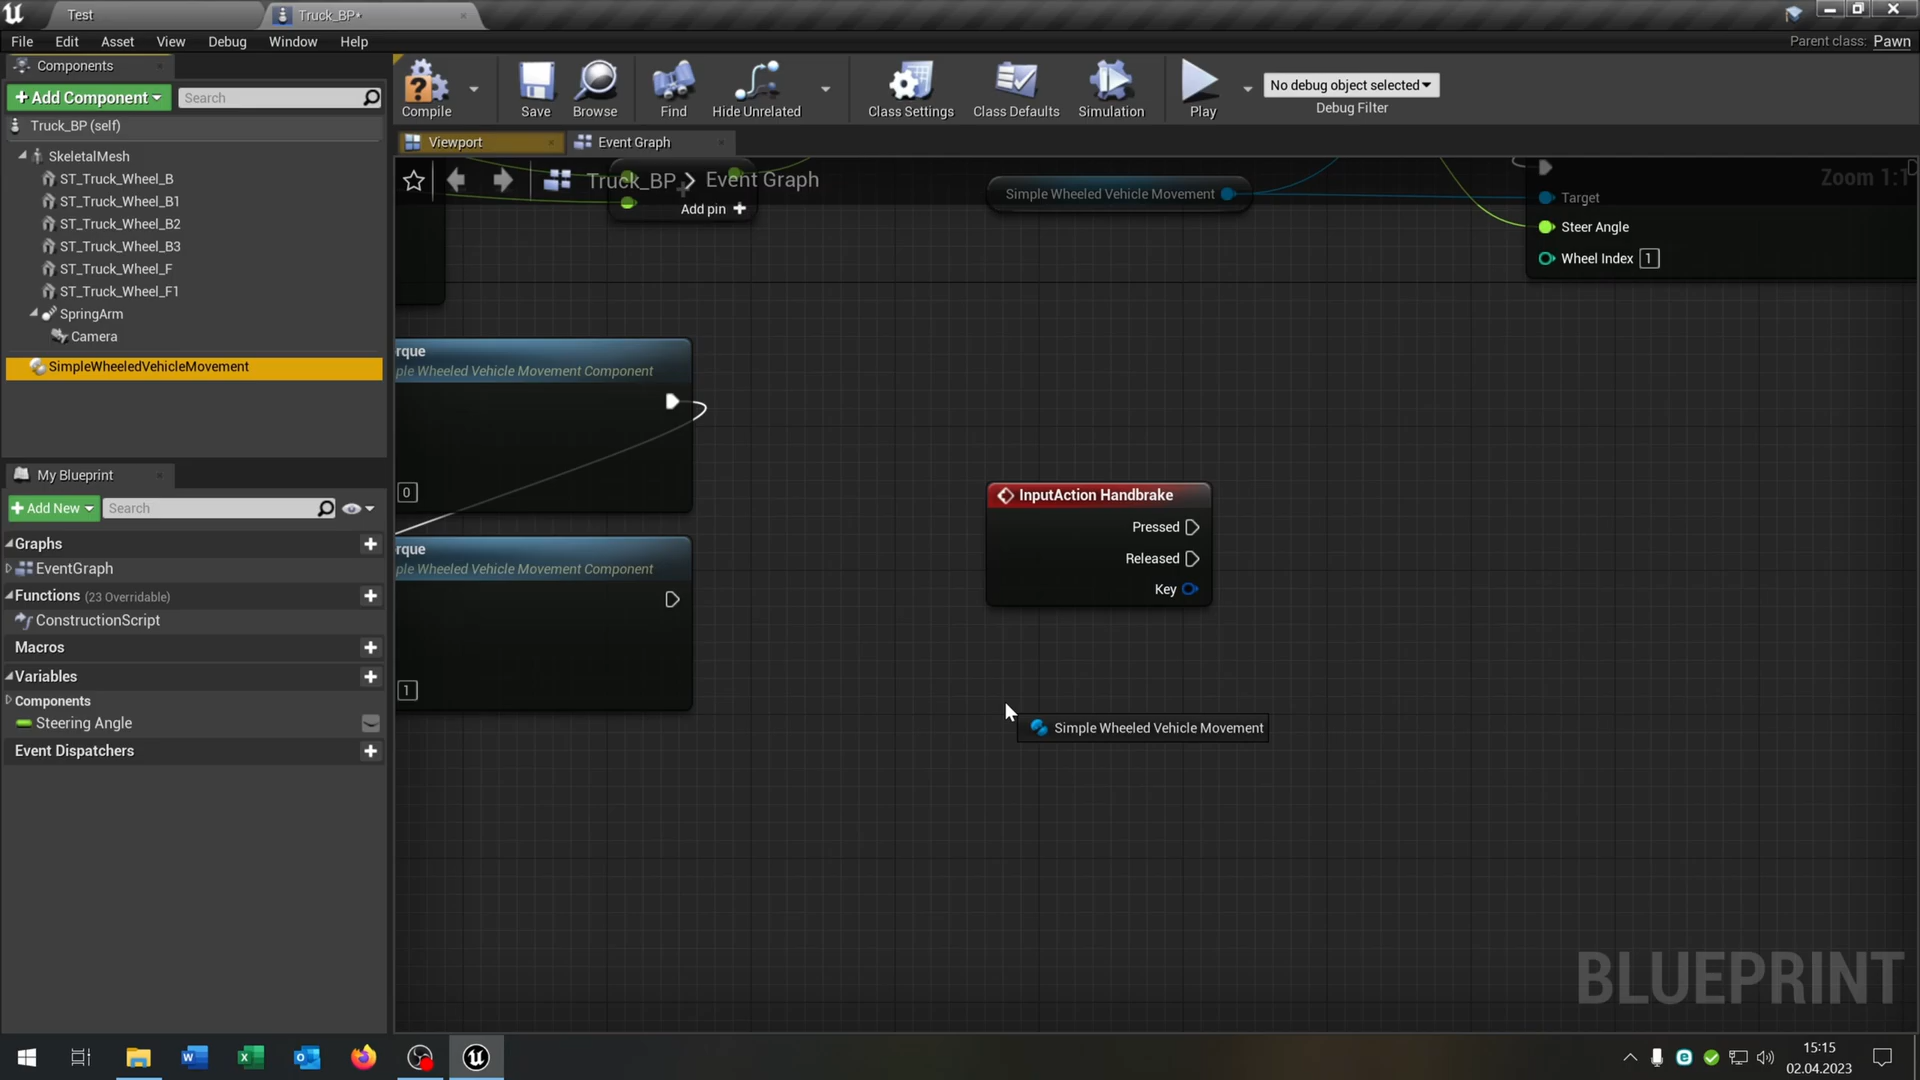 Test
Truck_BP*
File
Edit
Asset
View
Debug
Window
Help
Parent class: Pawn
Components
+Add Component
Search
Truck_BP (self)
SkeletalMesh
ST_Truck_Wheel_B
ST_Truck_Wheel_B1
ST_Truck_Wheel_B2
ST_Truck_Wheel_B3
ST_Truck_Wheel_F
ST_Truck_Wheel_F1
SpringArm
Camera
SimpleWheeledVehicleMovement
My Blueprint
+Add New
Search
Graphs
EventGraph
Functions (23 Overridable)
ConstructionScript
Macros
Variables
Components
Steering Angle
Event Dispatchers
Compile
Save
Browse
Find
Hide Unrelated
Class Settings
Class Defaults
Simulation
Play
No debug object selected
Debug Filter
Viewport
Event Graph
Truck_BP > Event Graph
Zoom 1:1
Add pin +
Simple Wheeled Vehicle Movement
Target
Steer Angle
Wheel Index 1
rque
ple Wheeled Vehicle Movement Component
0
rque
ple Wheeled Vehicle Movement Component
1
InputAction Handbrake
Pressed
Released
Key
Simple Wheeled Vehicle Movement
BLUEPRINT
15:15
02.04.2023